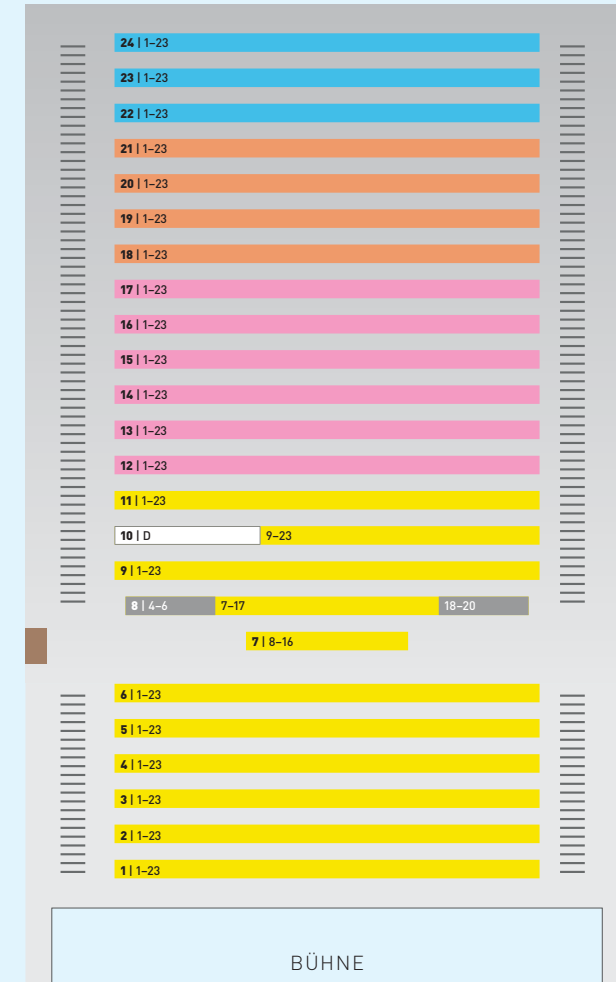 24 | 1–23
23 | 1–23
22 | 1–23
21 | 1–23
20 | 1–23
19 | 1–23
18 | 1–23
17 | 1–23
16 | 1–23
15 | 1–23
14 | 1–23
13 | 1–23
12 | 1–23
11 | 1–23
10 | D 9–23
9 | 1–23
8 | 4–6 7–17 18–20
7 | 8–16
6 | 1–23
5 | 1–23
4 | 1–23
3 | 1–23
2 | 1–23
1 | 1–23
BÜHNE